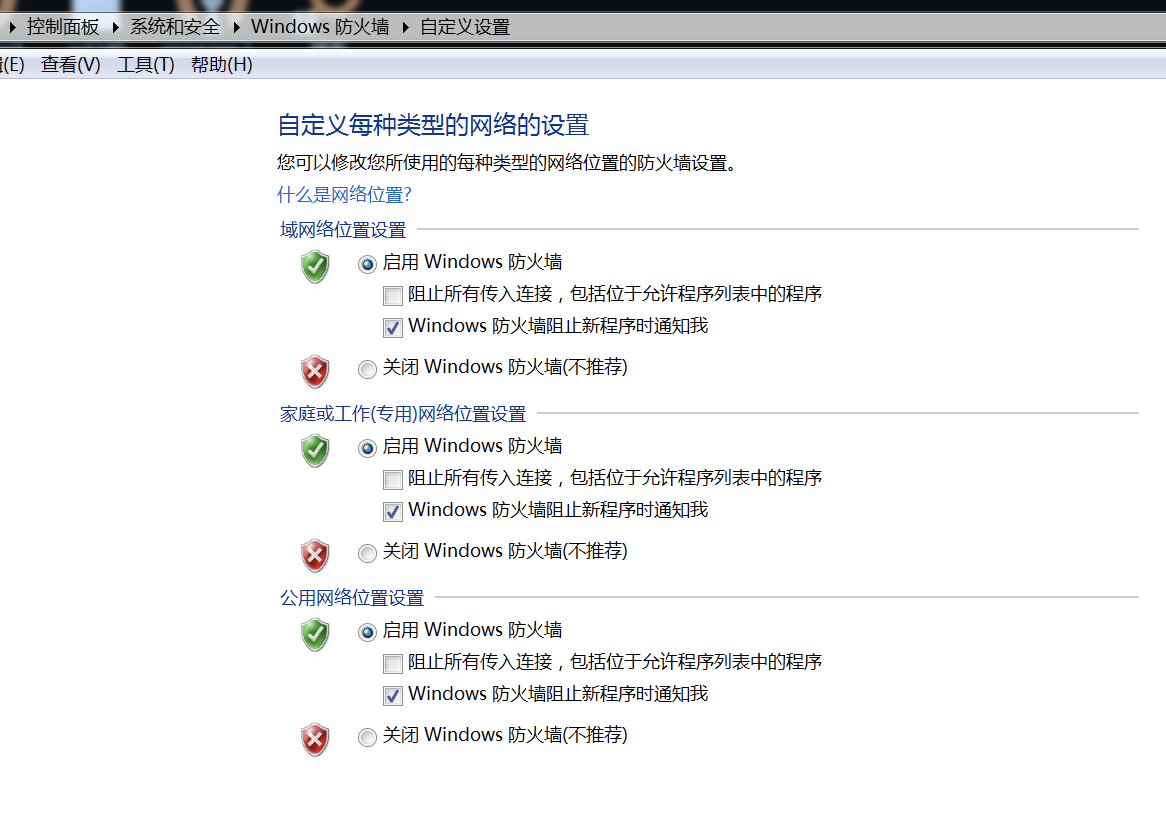 控制面板 ▸ 系统和安全 ▸ Windows 防火墙 ▸ 自定义设置
(E) 查看(V) 工具(T) 帮助(H)
自定义每种类型的网络的设置
您可以修改您所使用的每种类型的网络位置的防火墙设置。
什么是网络位置?
域网络位置设置
启用 Windows 防火墙
阻止所有传入连接，包括位于允许程序列表中的程序
Windows 防火墙阻止新程序时通知我
关闭 Windows 防火墙(不推荐)
家庭或工作(专用)网络位置设置
启用 Windows 防火墙
阻止所有传入连接，包括位于允许程序列表中的程序
Windows 防火墙阻止新程序时通知我
关闭 Windows 防火墙(不推荐)
公用网络位置设置
启用 Windows 防火墙
阻止所有传入连接，包括位于允许程序列表中的程序
Windows 防火墙阻止新程序时通知我
关闭 Windows 防火墙(不推荐)